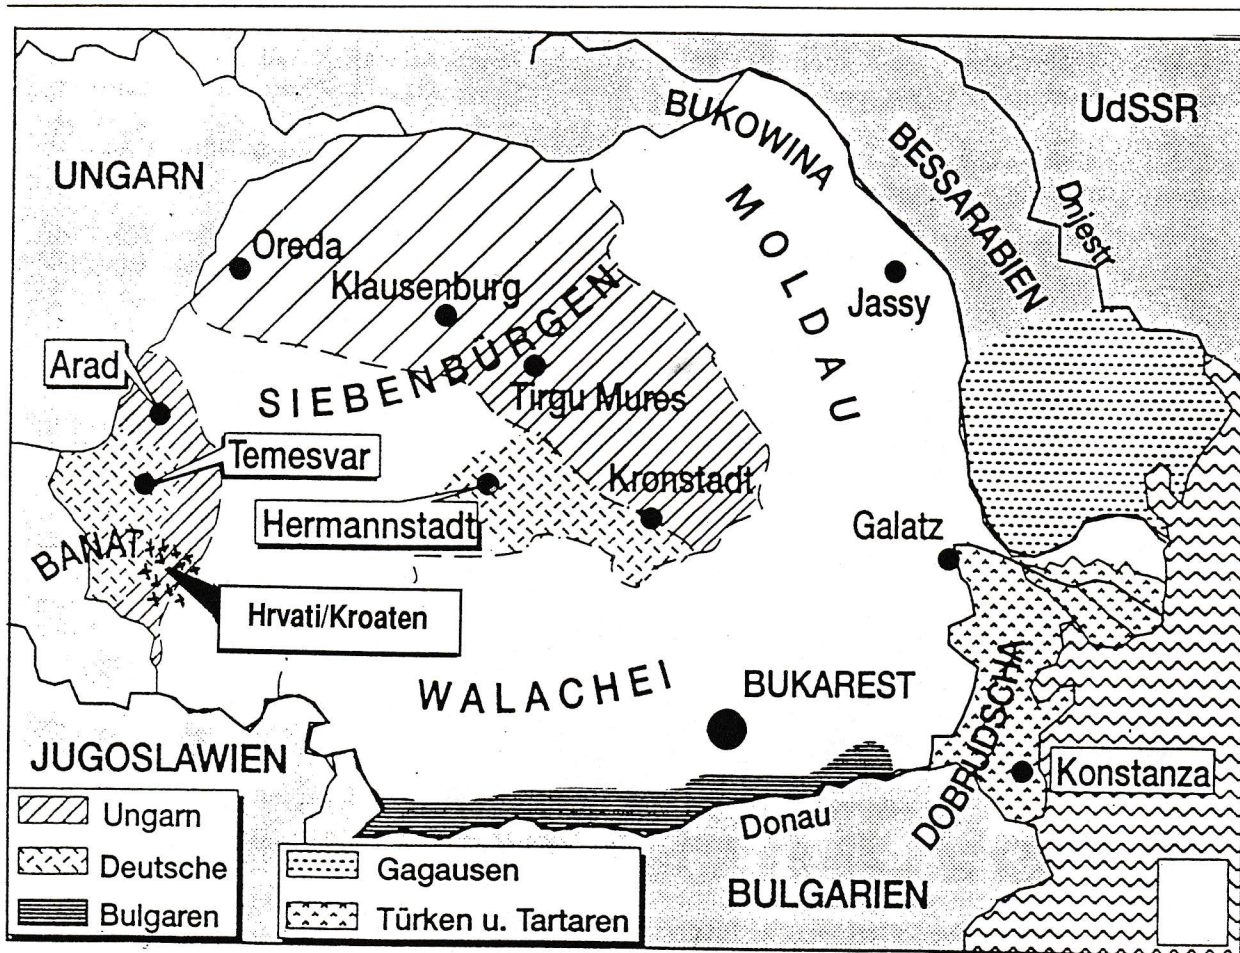 UNGARN
BUKOWINA
UdSSR
BESSARABIEN
Dnjestr
MOLDAU
Oreda
Klausenburg
Jassy
SIEBENBÜRGEN
Arad
Tirgu Mures
Temesvar
Kronstadt
Hermannstadt
Galatz
BANAT
Hrvati/Kroaten
WALACHEI
BUKAREST
DOBRUDSCHA
JUGOSLAWIEN
Konstanza
Donau
BULGARIEN
Ungarn
Deutsche
Bulgaren
Gagausen
Türken u. Tartaren